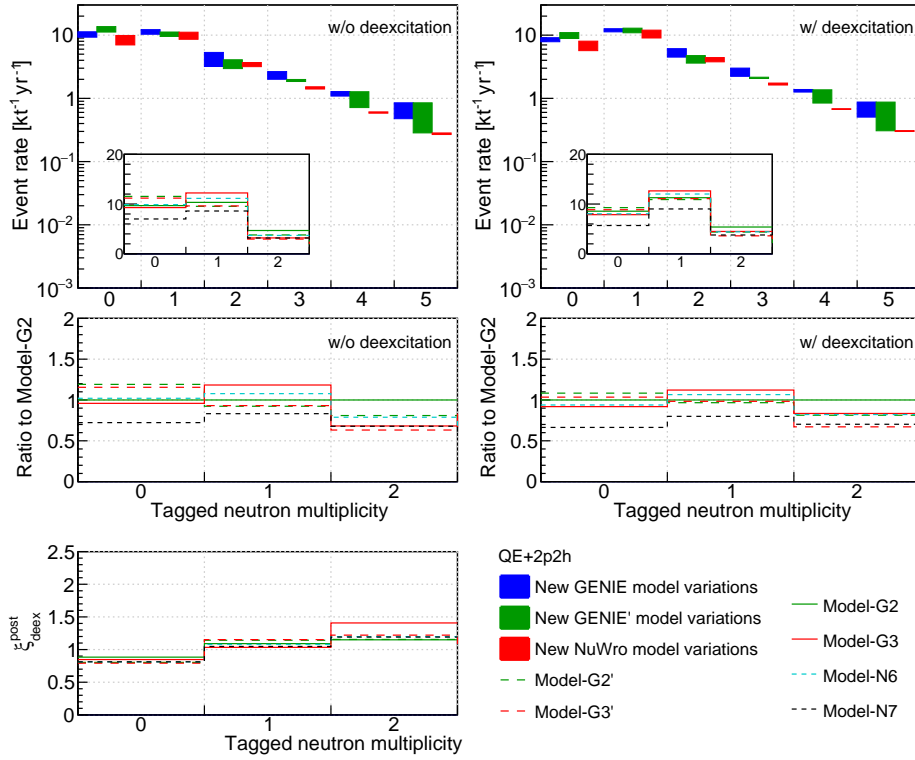 w/o deexcitation
10
1
10⁻¹
10⁻²
10⁻³
Event rate [kt⁻¹ yr⁻¹]
20
10
0
0 1 2
0 1 2 3 4 5
w/ deexcitation
10
1
10⁻¹
10⁻²
10⁻³
Event rate [kt⁻¹ yr⁻¹]
20
10
0
0 1 2
0 1 2 3 4 5
w/o deexcitation
2
1.5
1
0.5
0
Ratio to Model-G2
0 1 2
Tagged neutron multiplicity
w/ deexcitation
2
1.5
1
0.5
0
Ratio to Model-G2
0 1 2
Tagged neutron multiplicity
2.5
2
1.5
1
0.5
0
ξ^post_deex
0 1 2
Tagged neutron multiplicity
QE+2p2h
New GENIE model variations
New GENIE' model variations
New NuWro model variations
Model-G2'
Model-G3'
Model-G2
Model-G3
Model-N6
Model-N7